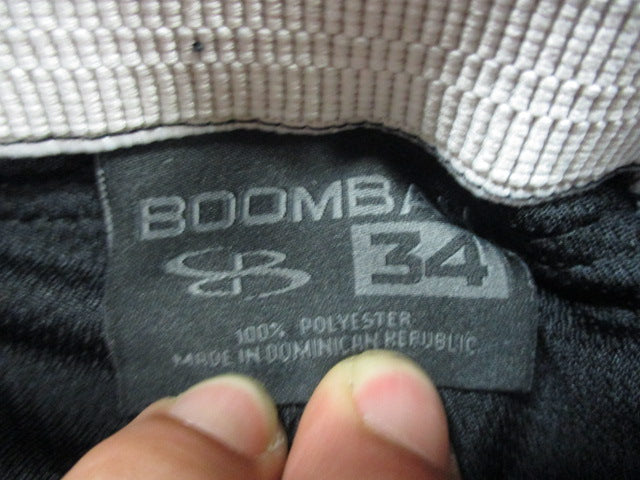 BOOMBA
34
100% POLYESTER
MADE IN DOMINICAN REPUBLIC